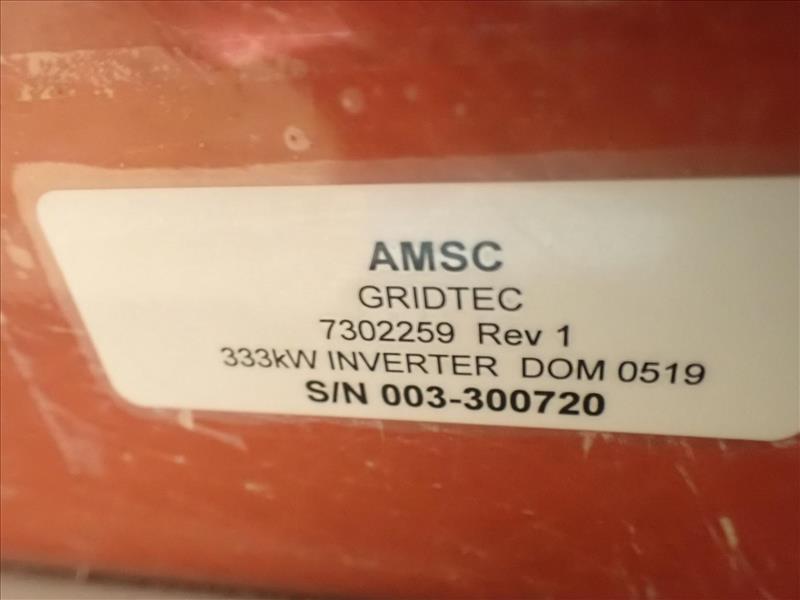 AMSC
GRIDTEC
7302259 Rev 1
333kW INVERTER DOM 0519
S/N 003-300720